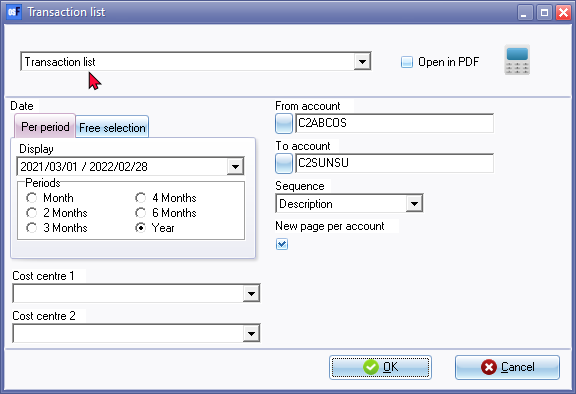 Transaction list
Transaction list
Open in PDF
Date
Per period
Free selection
Display
2021/03/01 / 2022/02/28
Periods
Month
4 Months
2 Months
6 Months
3 Months
Year
From account
C2ABCOS
To account
C2SUNSU
Sequence
Description
New page per account
Cost centre 1
Cost centre 2
OK
Cancel